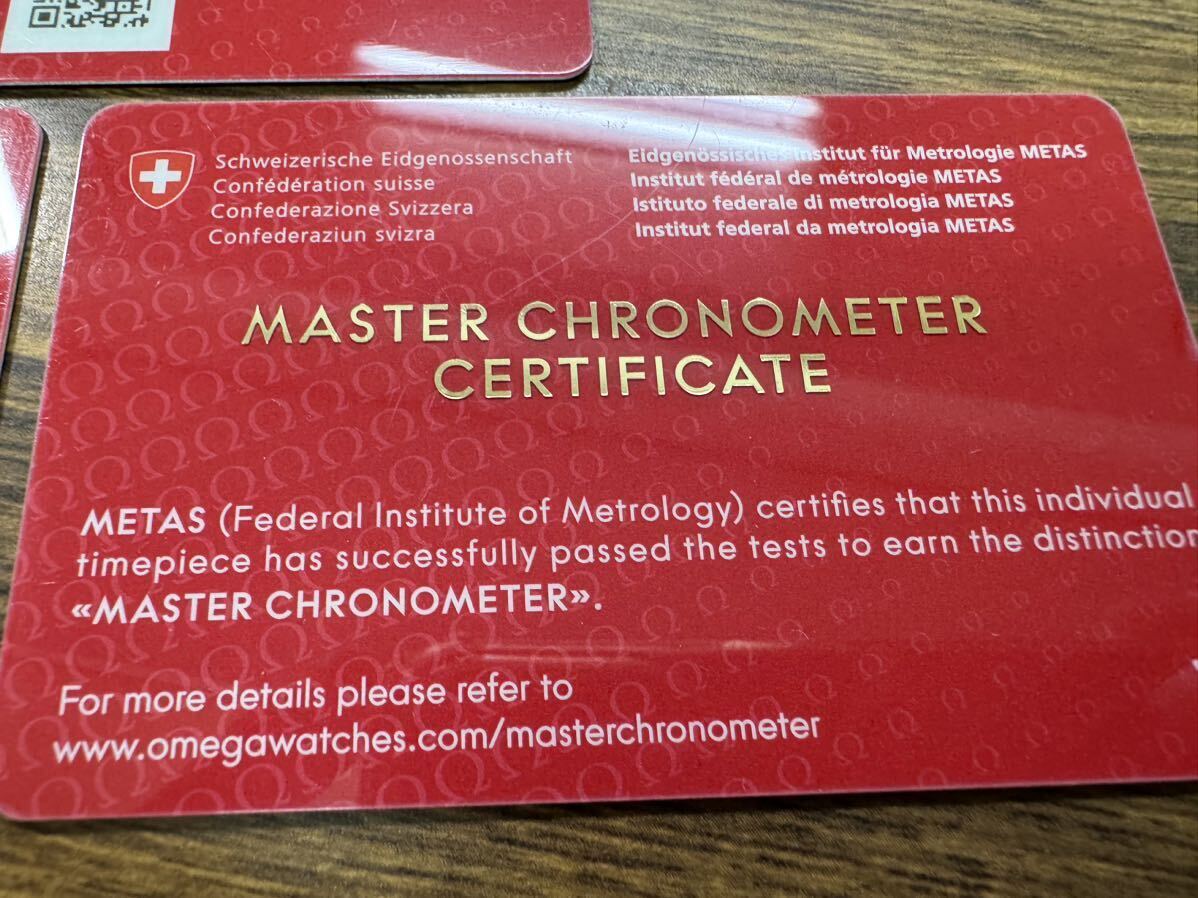 Schweizerische Eidgenossenschaft
Confédération suisse
Confederazione Svizzera
Confederaziun svizra
Eidgenössisches Institut für Metrologie METAS
Institut fédéral de métrologie METAS
Istituto federale di metrologia METAS
Institut federal da metrologia METAS
MASTER CHRONOMETER
CERTIFICATE
METAS (Federal Institute of Metrology) certifies that this individual
timepiece has successfully passed the tests to earn the distinction
«MASTER CHRONOMETER».
For more details please refer to
www.omegawatches.com/masterchronometer